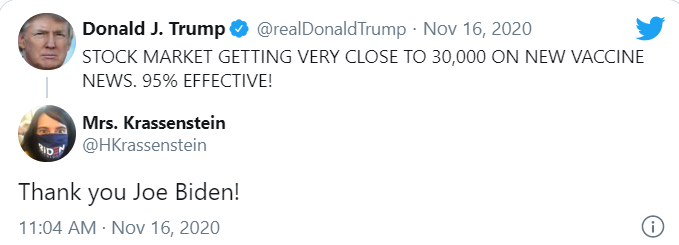 Donald J. Trump @realDonaldTrump · Nov 16, 2020
STOCK MARKET GETTING VERY CLOSE TO 30,000 ON NEW VACCINE
NEWS. 95% EFFECTIVE!
Mrs. Krassenstein
@HKrassenstein
BIDEN
Thank you Joe Biden!
11:04 AM · Nov 16, 2020